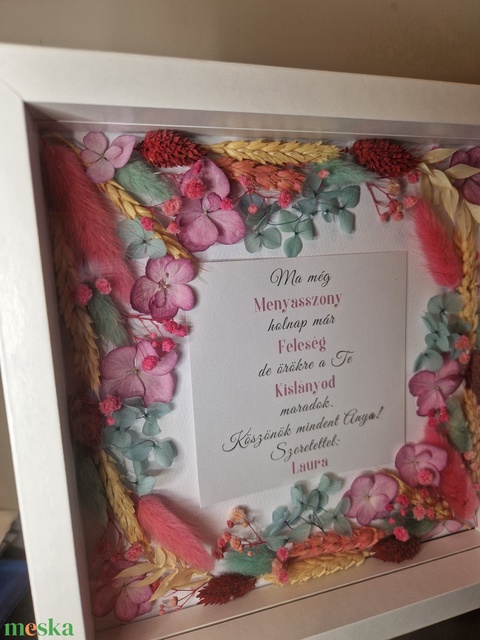 Ma még
Menyasszony
holnap már
Feleség
de örökre a Te
Kislányod
maradok.
Köszönök mindent Anya!
Szeretettel:
Laura
meska